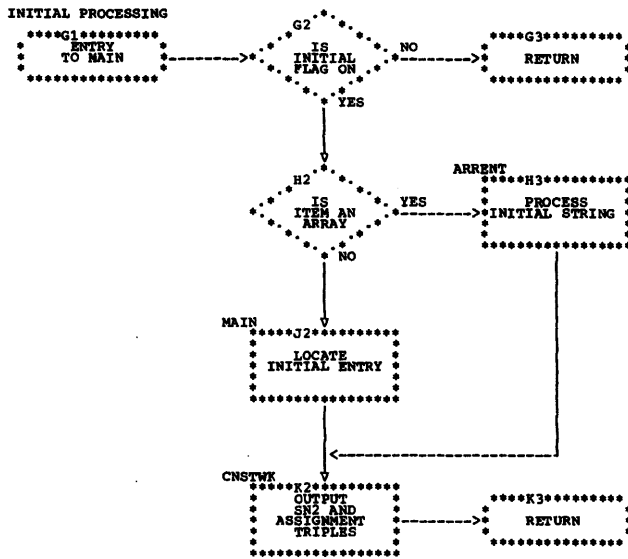 INITIAL PROCESSING
G1
ENTRY
TO MAIN
G2
IS
INITIAL
FLAG ON
NO
YES
G3
RETURN
H2
IS
ITEM AN
ARRAY
YES
NO
ARRENT
H3
PROCESS
INITIAL STRING
MAIN
J2
LOCATE
INITIAL ENTRY
CNSTWK
K2
OUTPUT
SN2 AND
ASSIGNMENT
TRIPLES
K3
RETURN